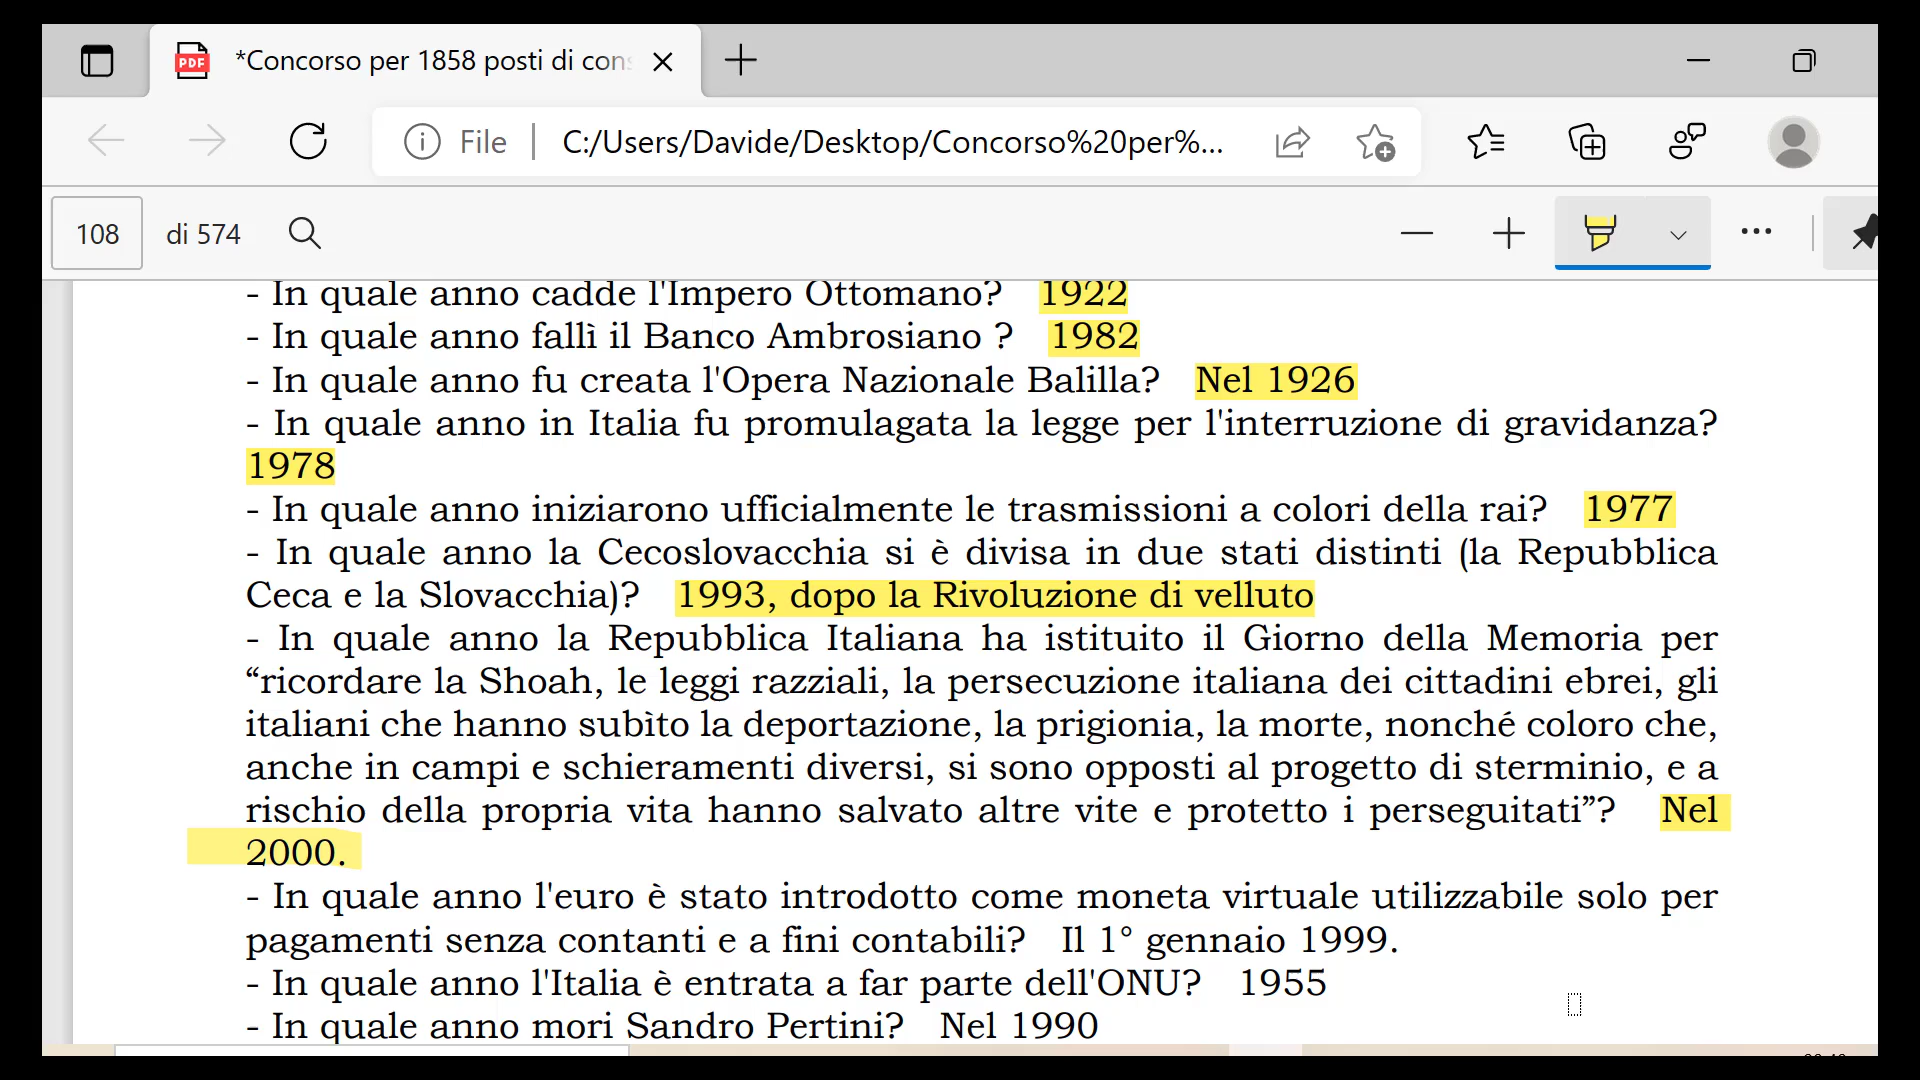 *Concorso per 1858 posti di con
File
C:/Users/Davide/Desktop/Concorso%20per%...
108 di 574
- In quale anno cadde l'Impero Ottomano? 1922
- In quale anno fallì il Banco Ambrosiano ? 1982
- In quale anno fu creata l'Opera Nazionale Balilla? Nel 1926
- In quale anno in Italia fu promulagata la legge per l'interruzione di gravidanza?
1978
- In quale anno iniziarono ufficialmente le trasmissioni a colori della rai? 1977
- In quale anno la Cecoslovacchia si è divisa in due stati distinti (la Repubblica
Ceca e la Slovacchia)? 1993, dopo la Rivoluzione di velluto
- In quale anno la Repubblica Italiana ha istituito il Giorno della Memoria per
“ricordare la Shoah, le leggi razziali, la persecuzione italiana dei cittadini ebrei, gli
italiani che hanno subìto la deportazione, la prigionia, la morte, nonché coloro che,
anche in campi e schieramenti diversi, si sono opposti al progetto di sterminio, e a
rischio della propria vita hanno salvato altre vite e protetto i perseguitati”? Nel
2000.
- In quale anno l'euro è stato introdotto come moneta virtuale utilizzabile solo per
pagamenti senza contanti e a fini contabili? Il 1° gennaio 1999.
- In quale anno l'Italia è entrata a far parte dell'ONU? 1955
- In quale anno mori Sandro Pertini? Nel 1990